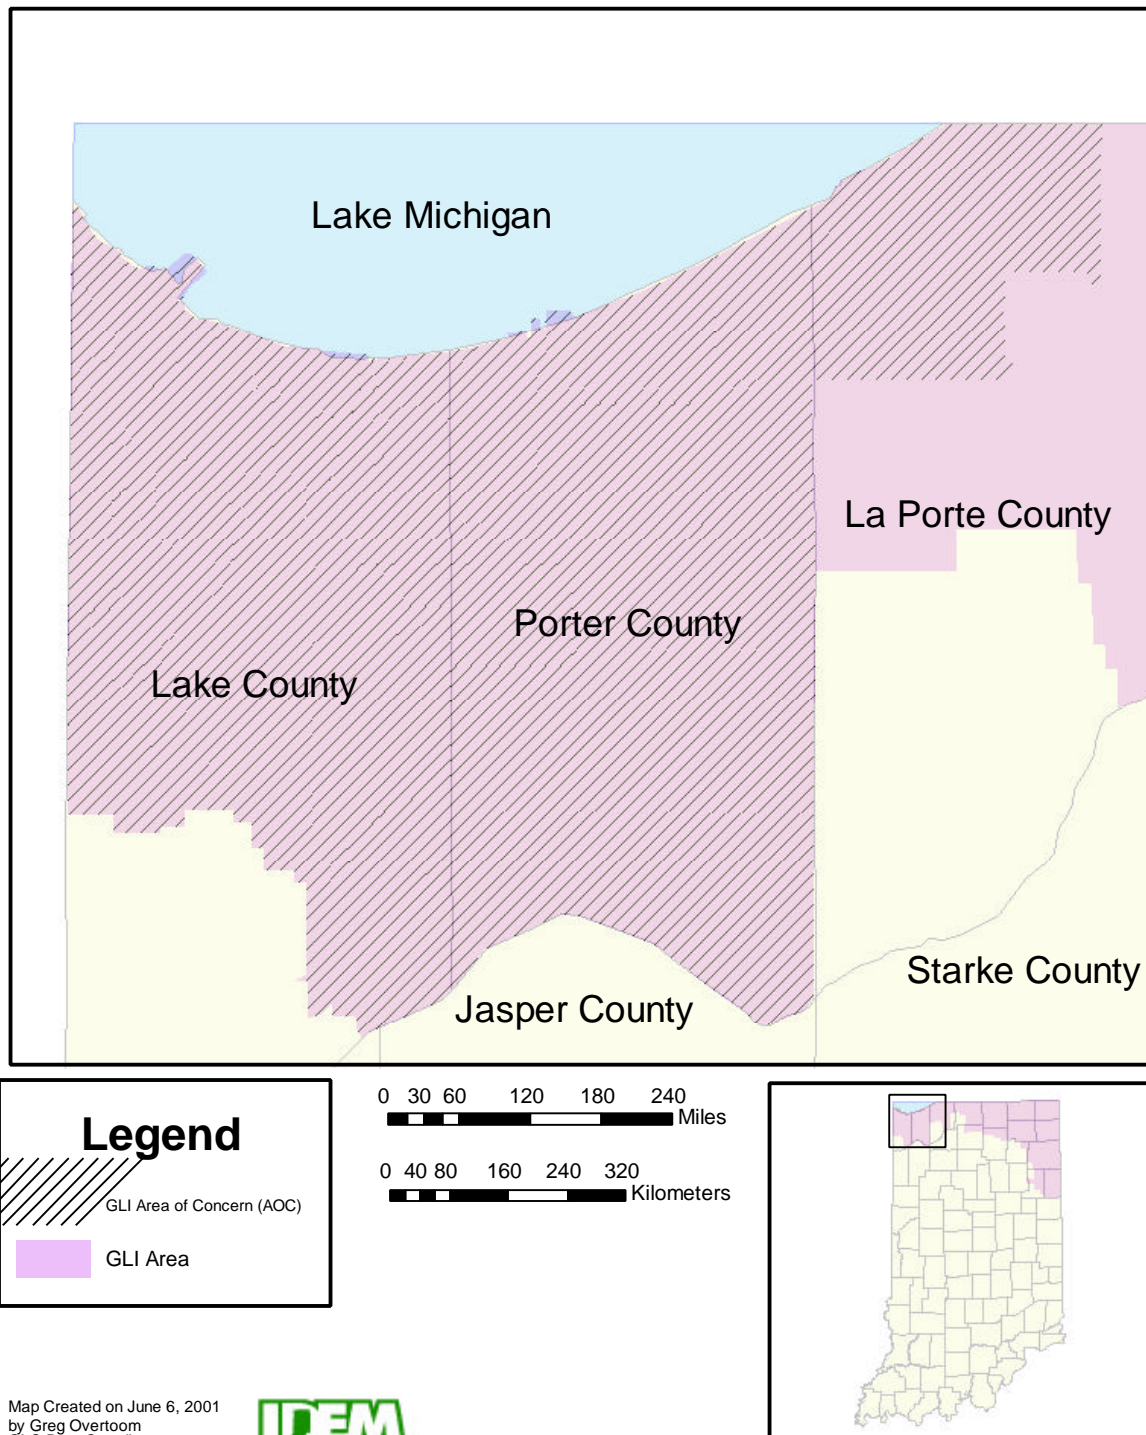 Lake Michigan
La Porte County
Porter County
Lake County
Starke County
Jasper County
Legend
GLI Area of Concern (AOC)
GLI Area
0 30 60 120 180 240
Miles
0 40 80 160 240 320
Kilometers
Map Created on June 6, 2001
by Greg Overtoom
IDEM